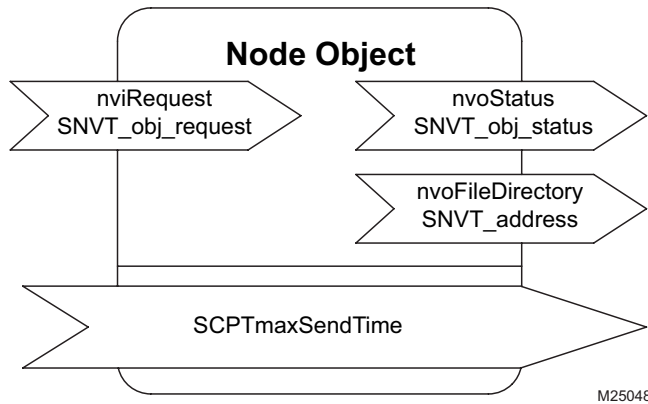 Node Object
nviRequest
SNVT_obj_request
nvoStatus
SNVT_obj_status
nvoFileDirectory
SNVT_address
SCPTmaxSendTime
M25048